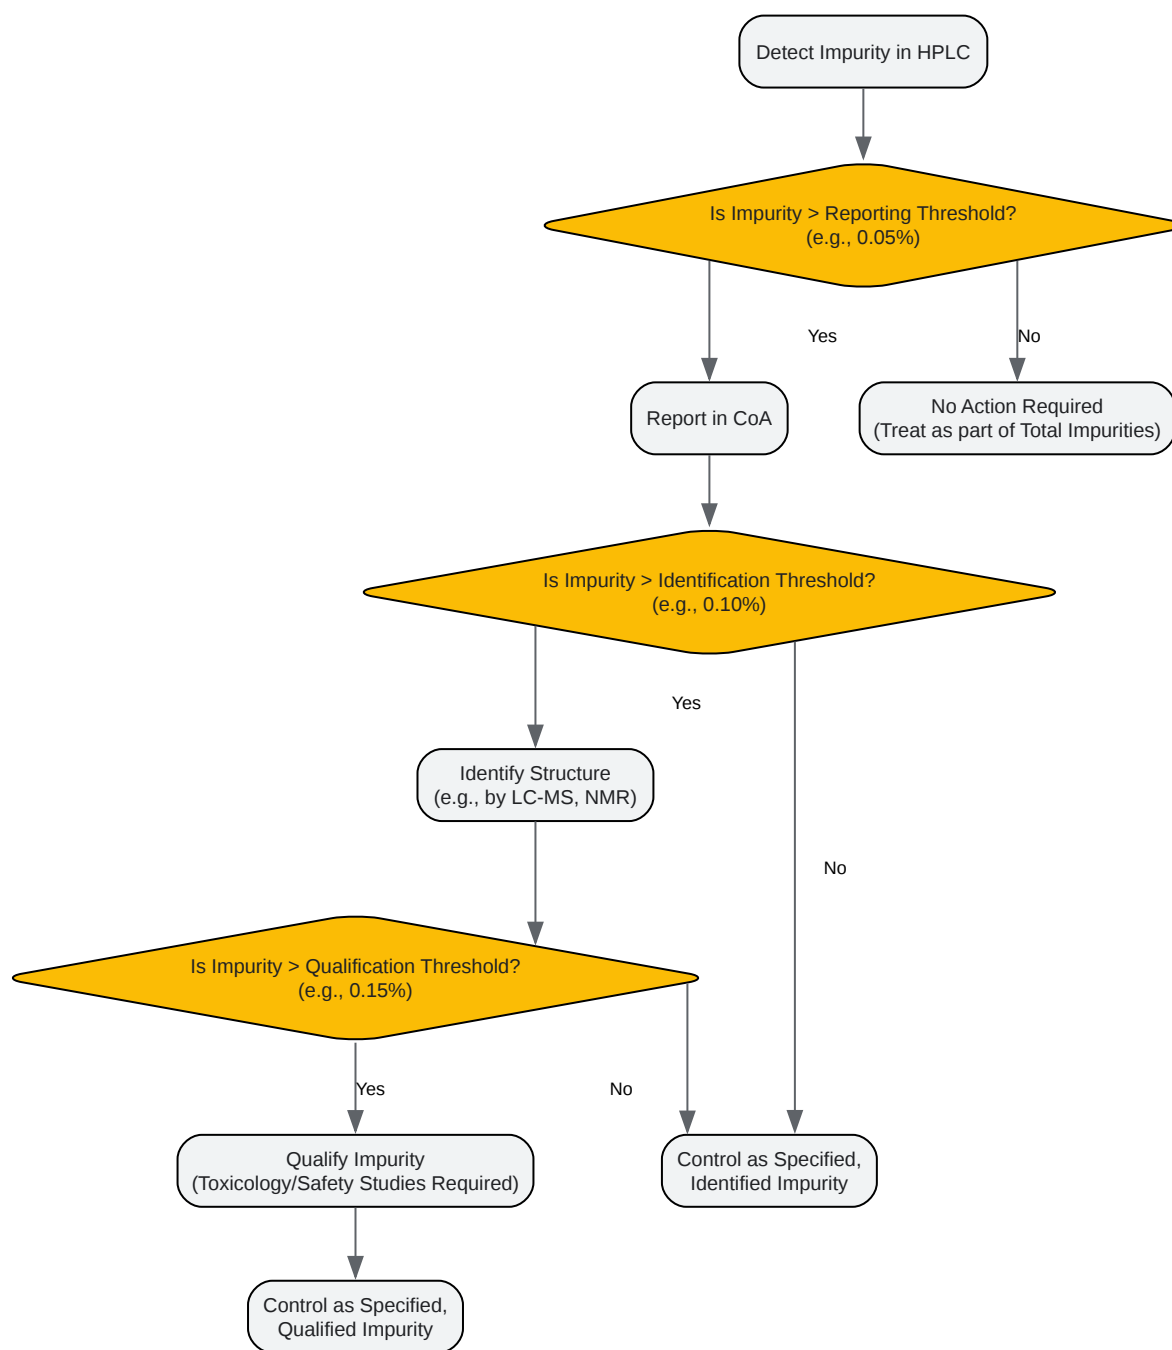 Detect Impurity in HPLC
Is Impurity > Reporting Threshold?
(e.g., 0.05%)
Yes
No
Report in CoA
No Action Required
(Treat as part of Total Impurities)
Is Impurity > Identification Threshold?
(e.g., 0.10%)
Yes
Identify Structure
(e.g., by LC-MS, NMR)
No
Is Impurity > Qualification Threshold?
(e.g., 0.15%)
Yes
No
Qualify Impurity
(Toxicology/Safety Studies Required)
Control as Specified,
Identified Impurity
Control as Specified,
Qualified Impurity